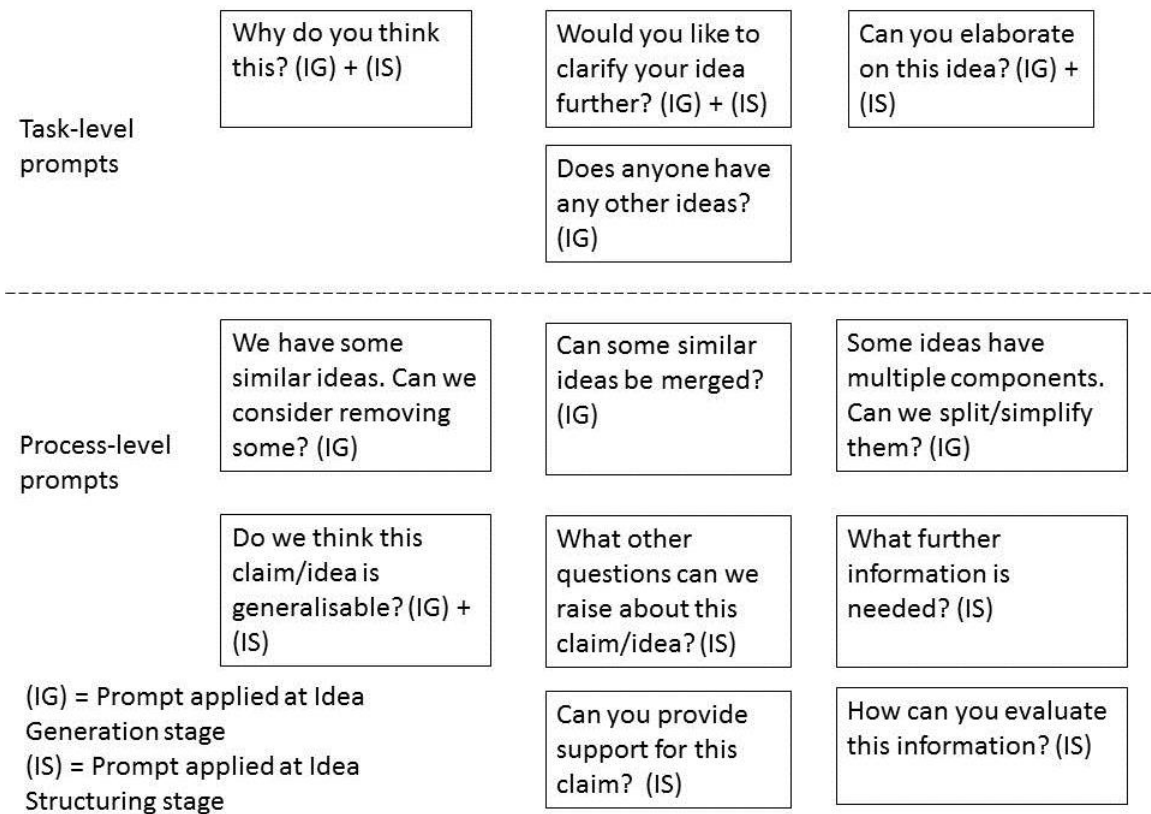 Why do you think
this? (IG) + (IS)
Would you like to
clarify your idea
further? (IG) + (IS)
Can you elaborate
on this idea? (IG) +
(IS)
Task-level
prompts
Does anyone have
any other ideas?
(IG)
We have some
similar ideas. Can we
consider removing
some? (IG)
Can some similar
ideas be merged?
(IG)
Some ideas have
multiple components.
Can we split/simplify
them? (IG)
Process-level
prompts
Do we think this
claim/idea is
generalisable? (IG) +
(IS)
What other
questions can we
raise about this
claim/idea? (IS)
What further
information is
needed? (IS)
(IG) = Prompt applied at Idea
Generation stage
(IS) = Prompt applied at Idea
Structuring stage
Can you provide
support for this
claim? (IS)
How can you evaluate
this information? (IS)